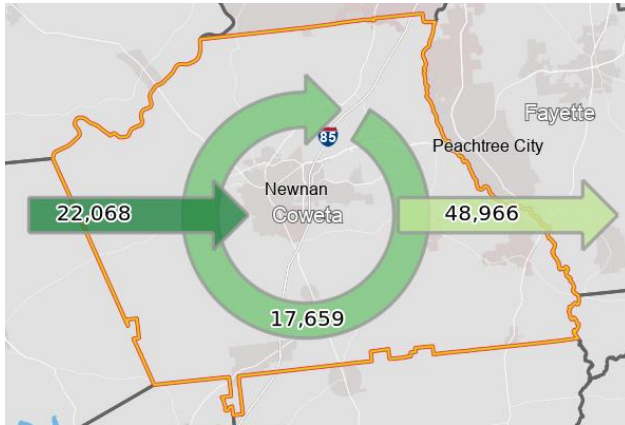 Fayette
85
Peachtree City
Newnan
Coweta
22,068
48,966
17,659